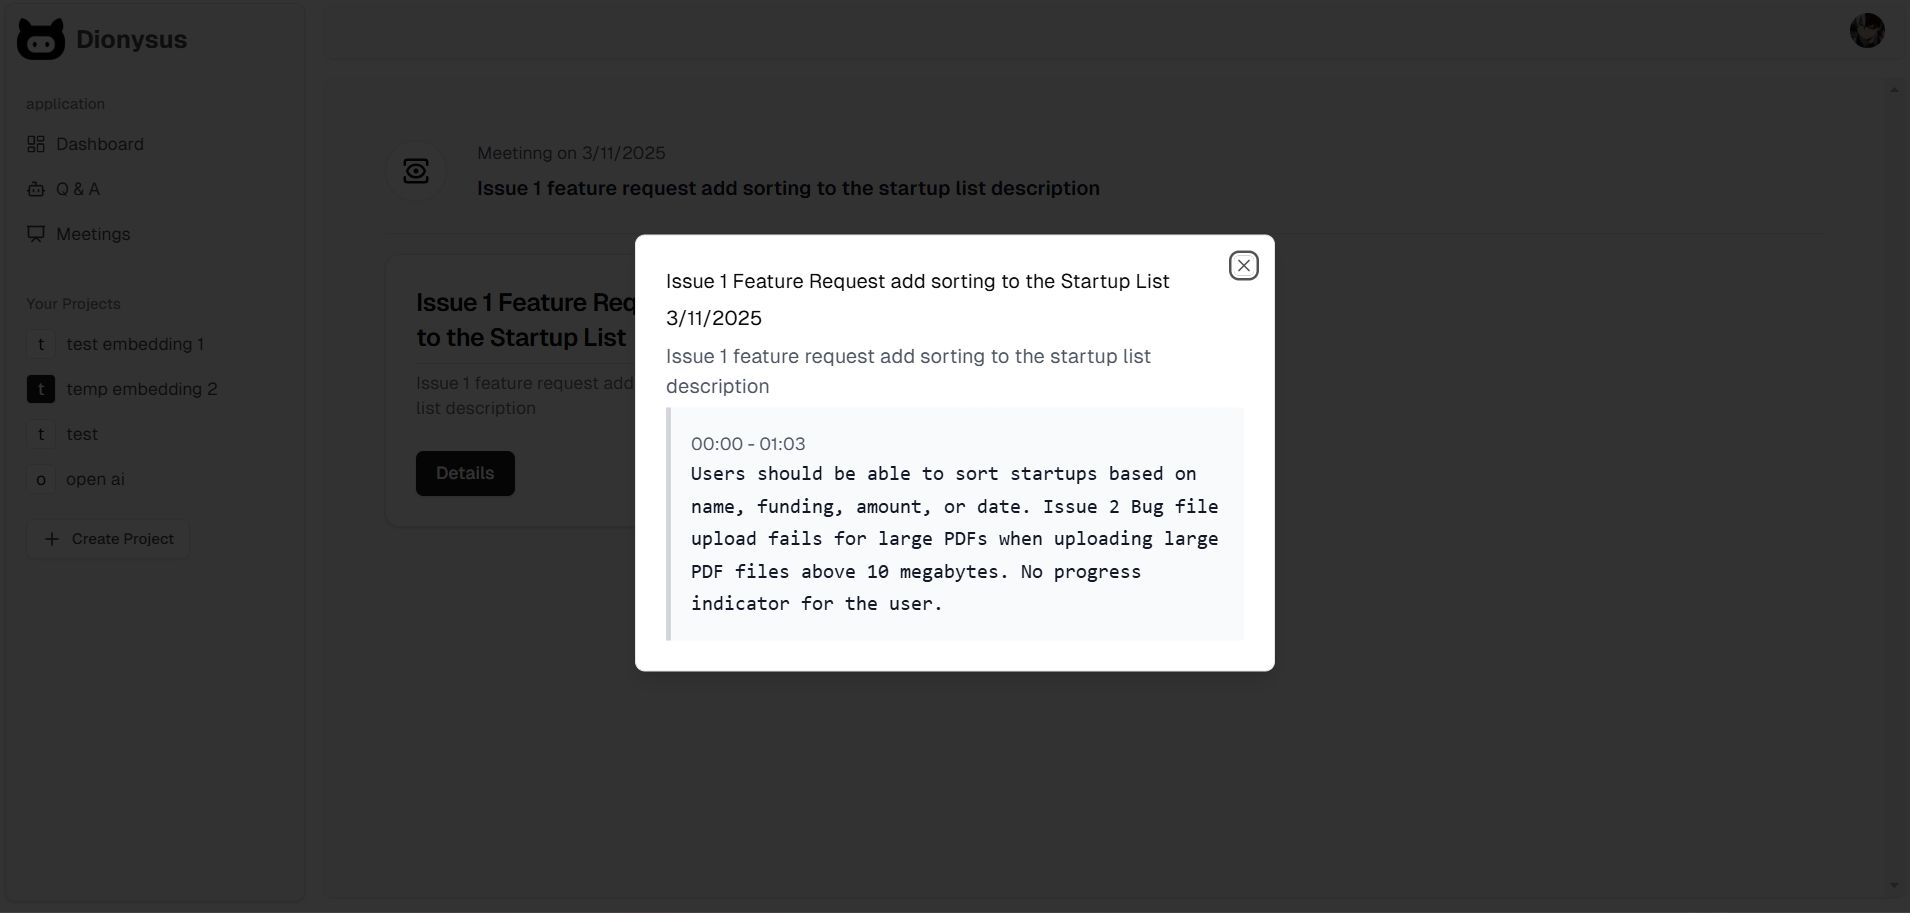 Dionysus
application
Dashboard
Q & A
Meetings
Your Projects
t test embedding 1
t temp embedding 2
t test
o open ai
+ Create Project
Meetinng on 3/11/2025
Issue 1 feature request add sorting to the startup list description
Issue 1 Feature Req
to the Startup List
Issue 1 feature request add
list description
Details
Issue 1 Feature Request add sorting to the Startup List
3/11/2025
Issue 1 feature request add sorting to the startup list
description
00:00 - 01:03
Users should be able to sort startups based on
name, funding, amount, or date. Issue 2 Bug file
upload fails for large PDFs when uploading large
PDF files above 10 megabytes. No progress
indicator for the user.